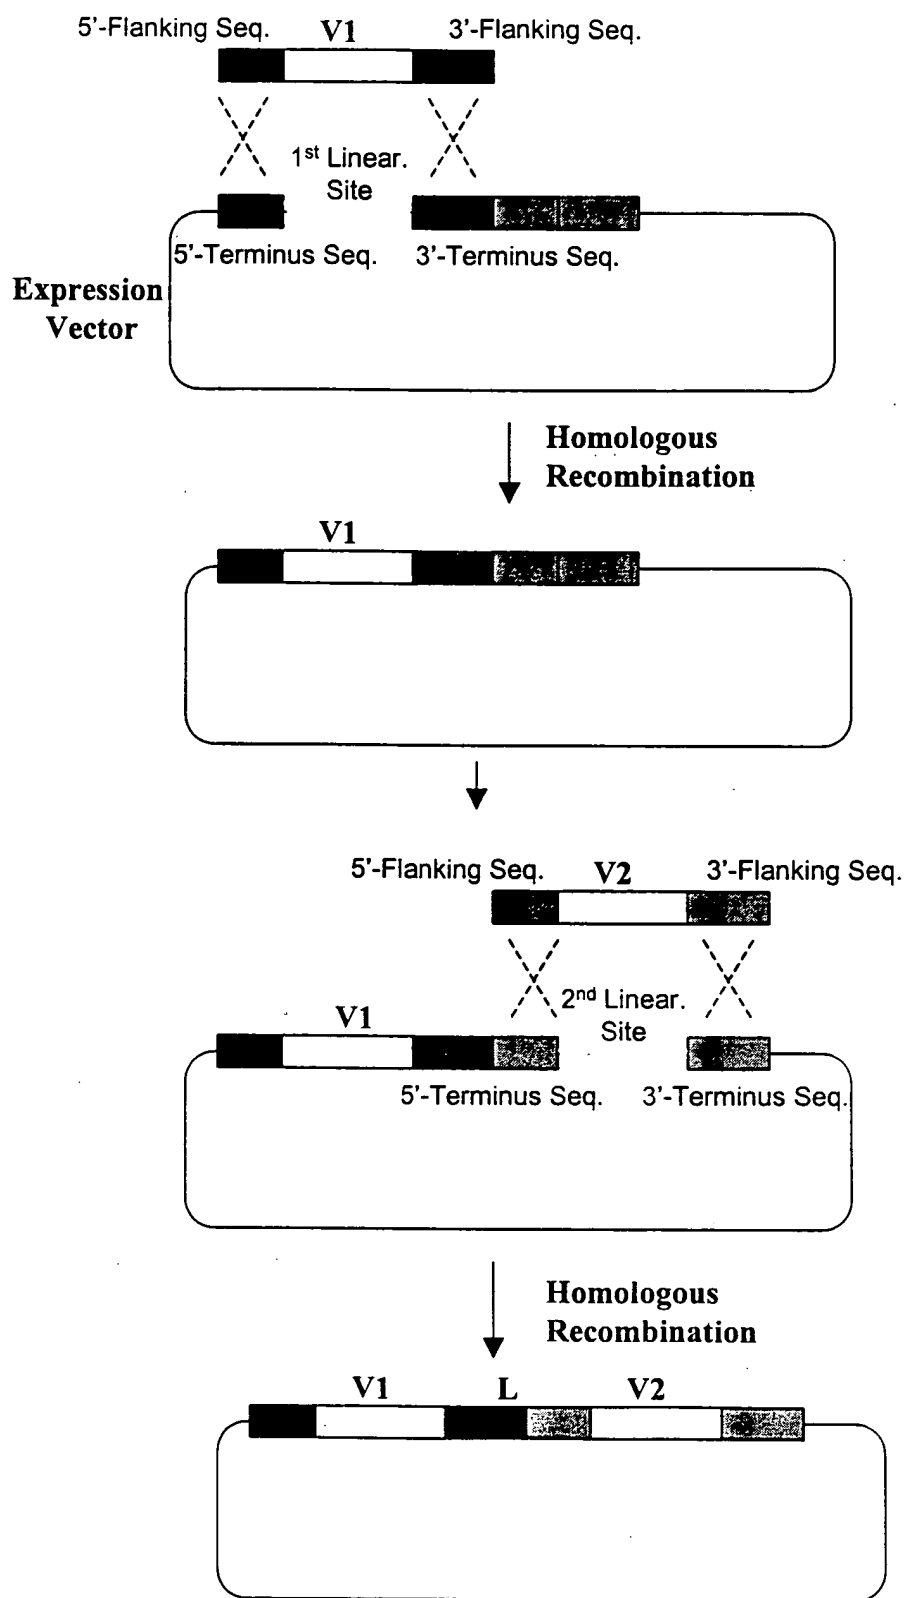 5'-Flanking Seq. V1 3'-Flanking Seq.
1st Linear.
Site
5'-Terminus Seq. 3'-Terminus Seq.
Expression
Vector
Homologous
Recombination
V1
5'-Flanking Seq. V2 3'-Flanking Seq.
2nd Linear.
Site
V1
5'-Terminus Seq. 3'-Terminus Seq.
Homologous
Recombination
V1 L V2